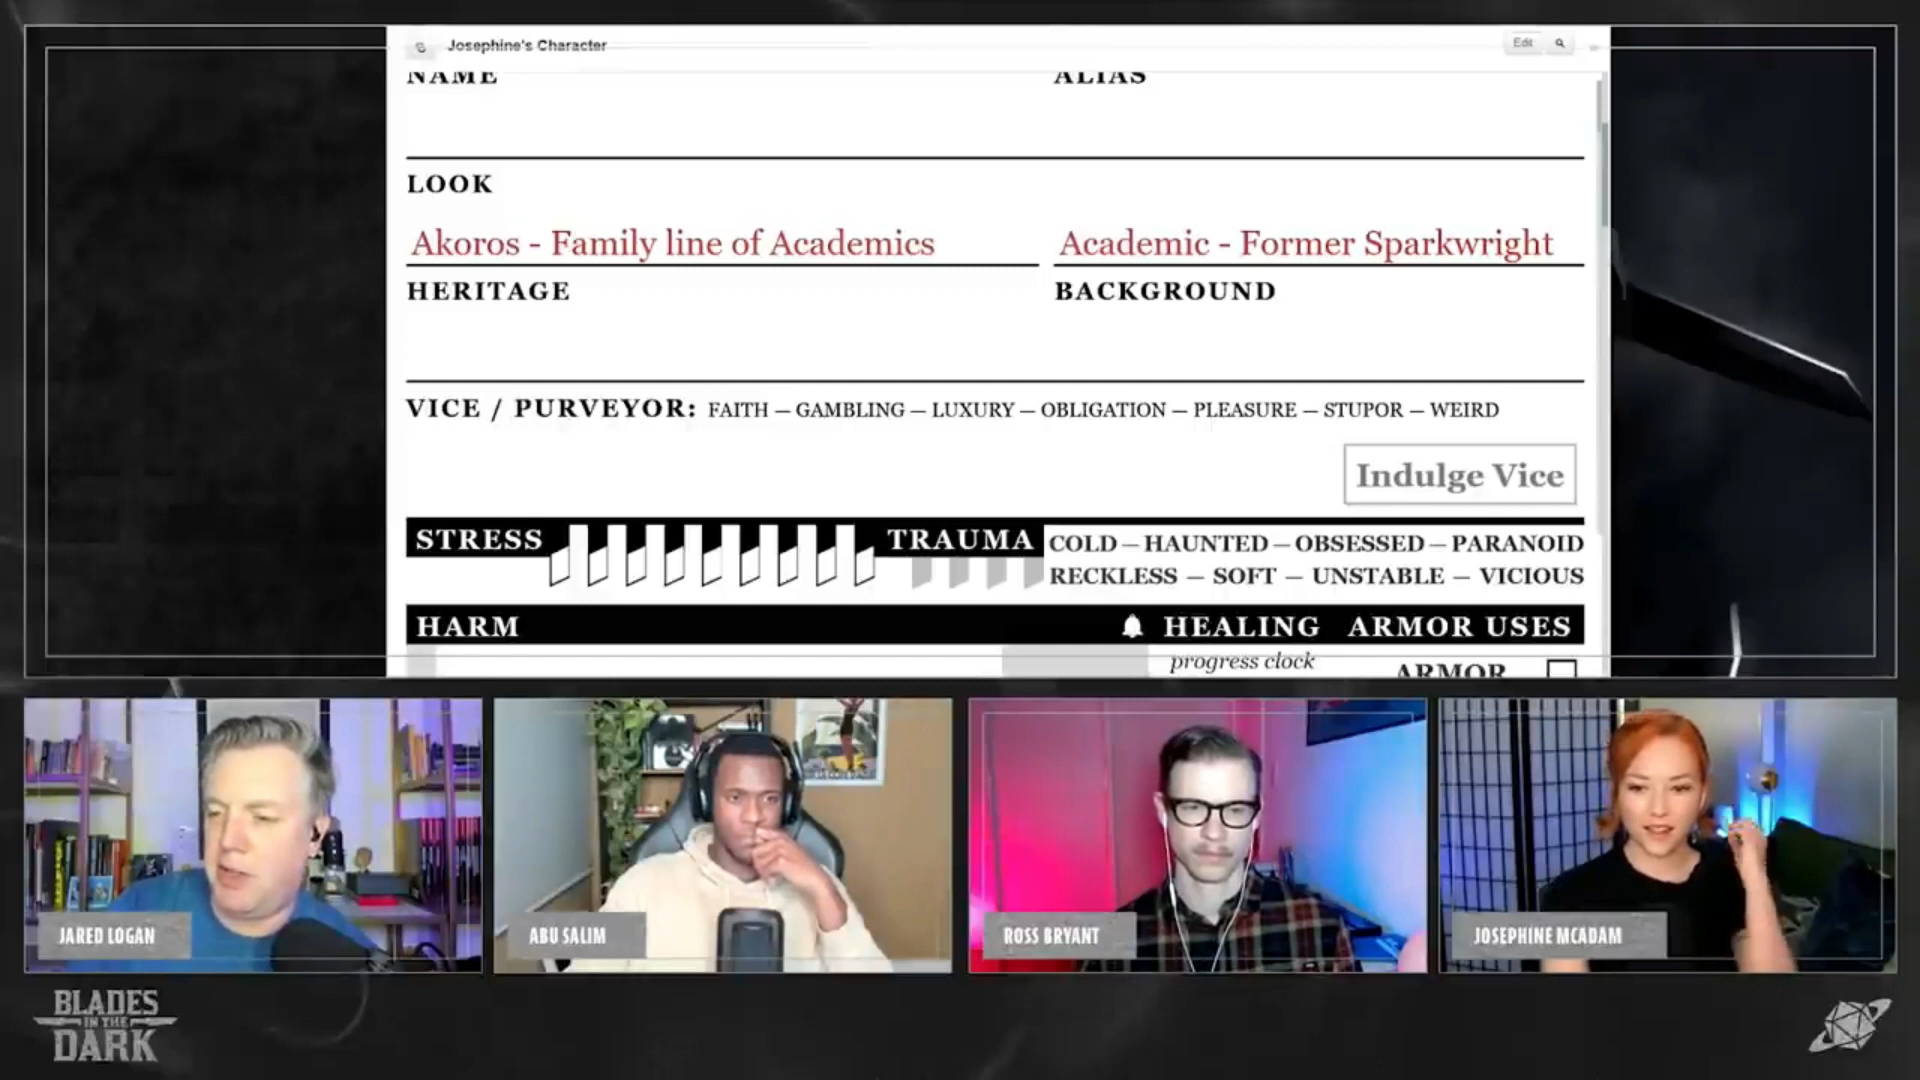 Josephine's Character
Edit
NAME ALIAS
LOOK
Akoros - Family line of Academics Academic - Former Sparkwright
HERITAGE BACKGROUND
VICE / PURVEYOR: FAITH — GAMBLING — LUXURY — OBLIGATION — PLEASURE — STUPOR — WEIRD
Indulge Vice
STRESS TRAUMA COLD — HAUNTED — OBSESSED — PARANOID
RECKLESS — SOFT — UNSTABLE — VICIOUS
HARM HEALING ARMOR USES
progress clock ARMOR
JARED LOGAN ABU SALIM ROSS BRYANT JOSEPHINE MCADAM
BLADES
IN THE
DARK